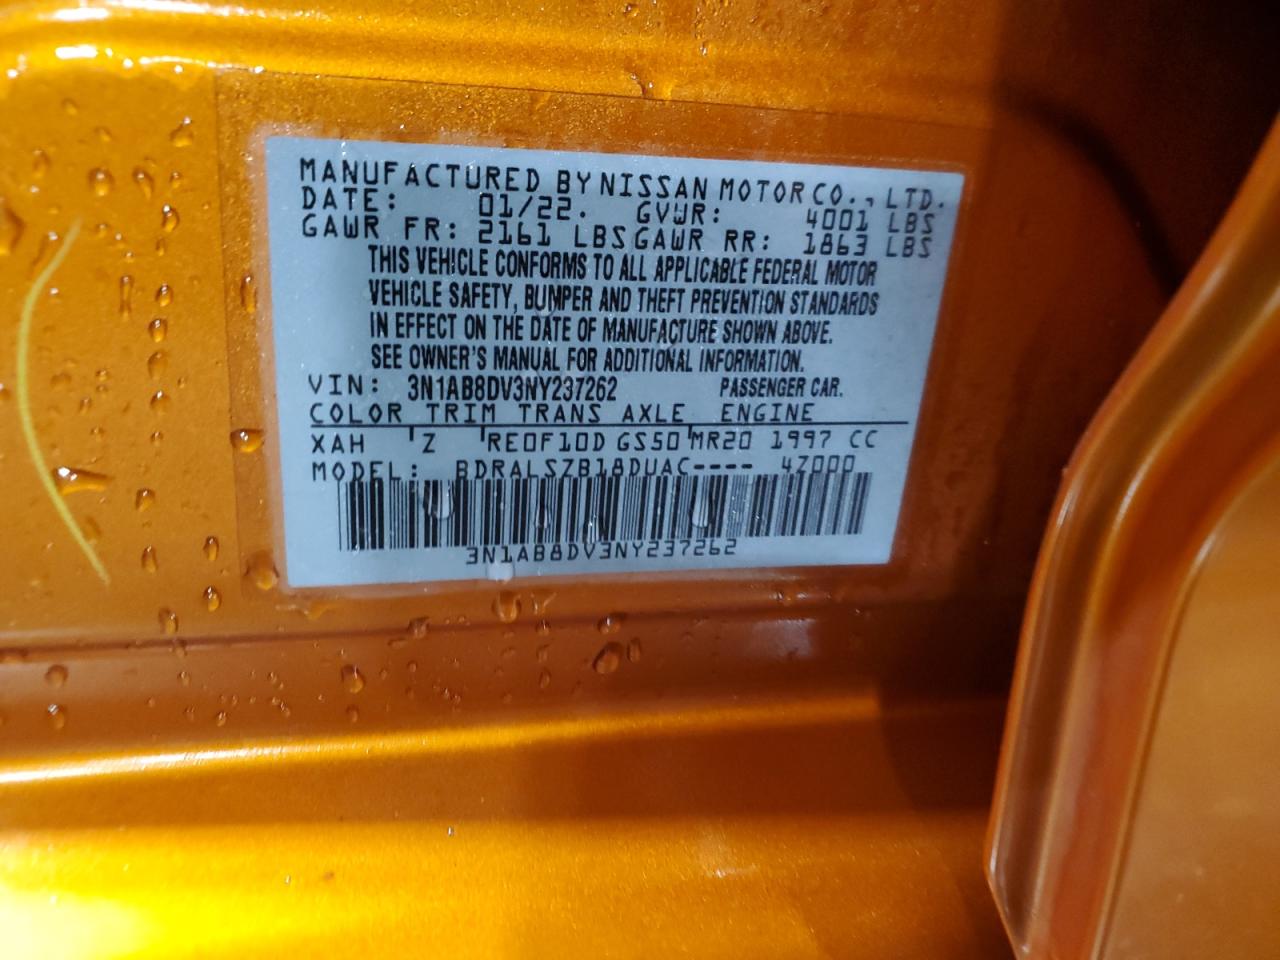 MANUFACTURED BY NISSAN MOTOR CO., LTD.
DATE: 01/22. GVWR: 4001 LBS
GAWR FR: 2161 LBS GAWR RR: 1863 LBS
THIS VEHICLE CONFORMS TO ALL APPLICABLE FEDERAL MOTOR
VEHICLE SAFETY, BUMPER AND THEFT PREVENTION STANDARDS
IN EFFECT ON THE DATE OF MANUFACTURE SHOWN ABOVE.
SEE OWNER'S MANUAL FOR ADDITIONAL INFORMATION.
VIN: 3N1AB8DV3NY237262 PASSENGER CAR.
COLOR TRIM TRANS AXLE ENGINE
XAH Z RE0F10D GS50 MR20 1997 CC
MODEL: BDRALSZB18DUAC---- 4Z000
3N1AB8DV3NY237262